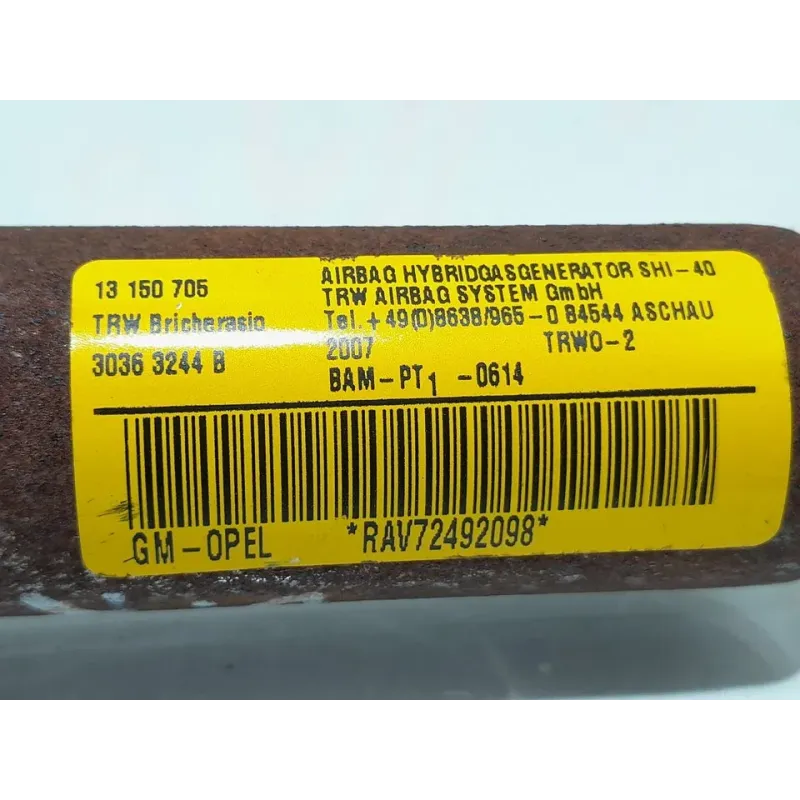 13 150 705
TRW Bricherasio
3036 3244 B
AIRBAG HYBRIDGASGENERATOR SHI-40
TRW AIRBAG SYSTEM GmbH
Tel. +49(0)8638/965-0 84544 ASCHAU
2007 TRWO-2
BAM-PT1 -0614
GM-OPEL *RAV72492098*